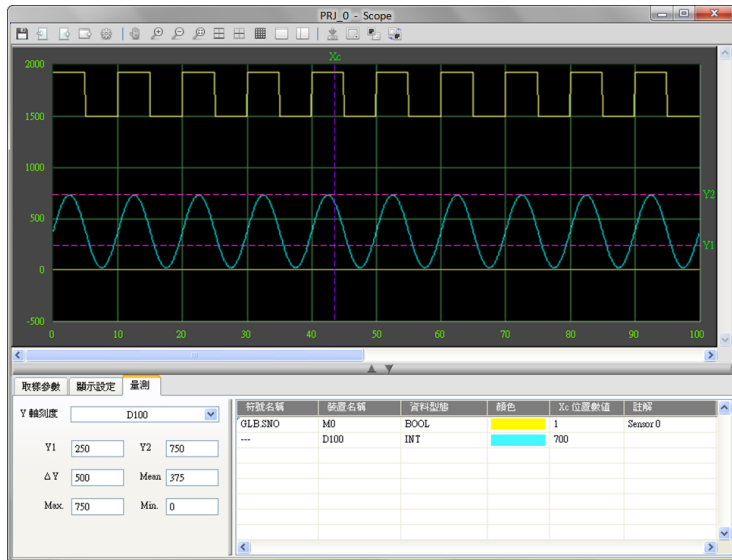 PRJ_0 - Scope
Xc
2000
1500
1000
500
0
-500
Y2
Y1
0 10 20 30 40 50 60 70 80 90 100
取樣參數 顯示設定 量測
Y 軸刻度 D100
Y1 250 Y2 750
ΔY 500 Mean 375
Max. 750 Min. 0
符號名稱 裝置名稱 資料型態 顏色 Xc 位置數值 註解
GLB.SNO M0 BOOL 1 Sensor 0
--- D100 INT 700